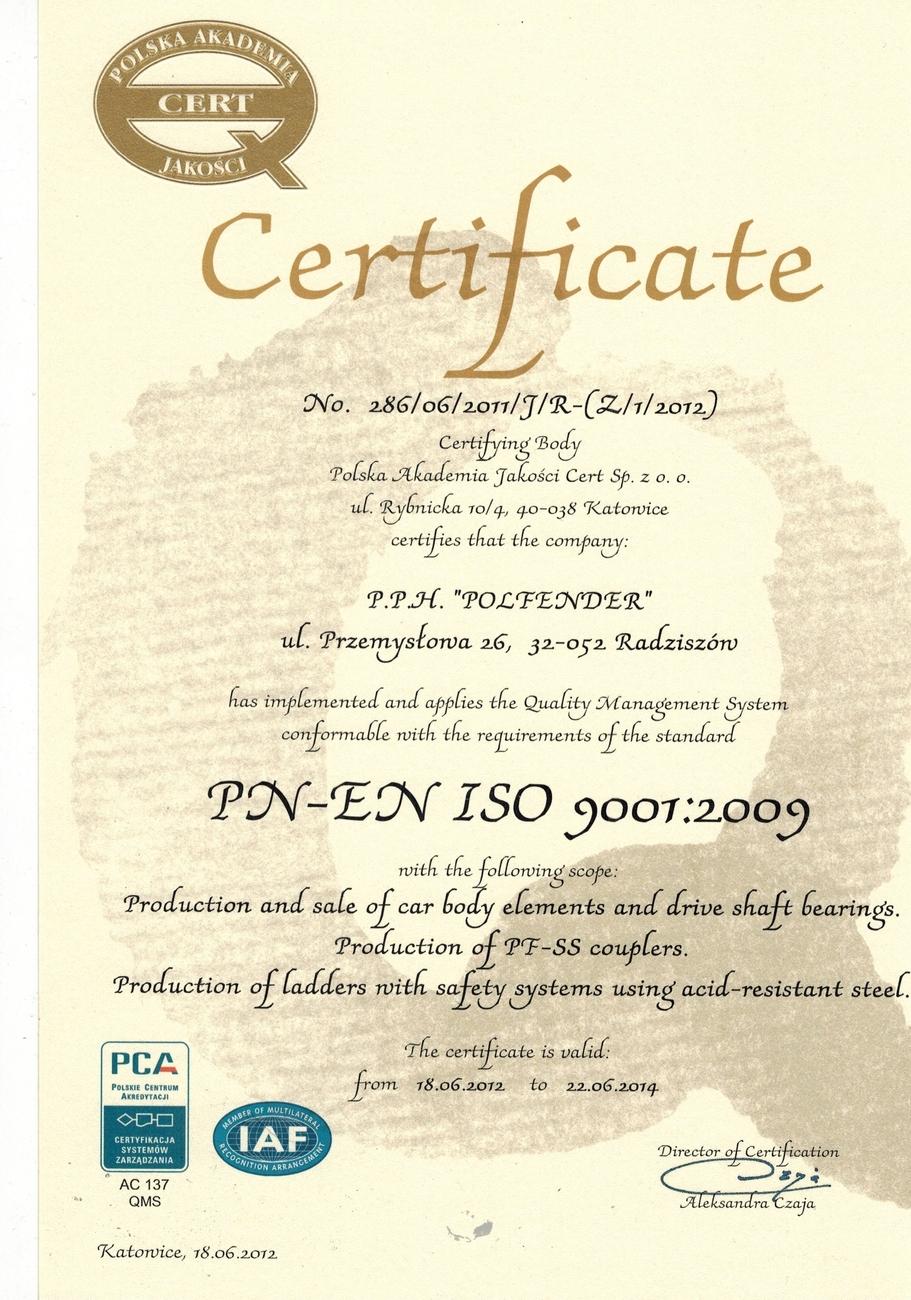 POLSKA AKADEMIA
CERT
JAKOŚCI
Certificate
No. 286/06/2011/J/R-(Z/1/2012)
Certifying Body
Polska Akademia Jakości Cert Sp. z o. o.
ul. Rybnicka 10/4, 40-038 Katowice
certifies that the company:
P.P.H. "POLFENDER"
ul. Przemysłowa 26, 32-052 Radziszów
has implemented and applies the Quality Management System
conformable with the requirements of the standard
PN-EN ISO 9001:2009
with the following scope:
Production and sale of car body elements and drive shaft bearings.
Production of PF-SS couplers.
Production of ladders with safety systems using acid-resistant steel.
The certificate is valid:
from 18.06.2012 to 22.06.2014
PCA
POLSKIE CENTRUM
AKREDYTACJI
CERTYFIKACJA
SYSTEMÓW
ZARZĄDZANIA
AC 137
QMS
MEMBER OF MULTILATERAL
IAF
RECOGNITION ARRANGEMENT
Director of Certification
Aleksandra Czaja
Katowice, 18.06.2012